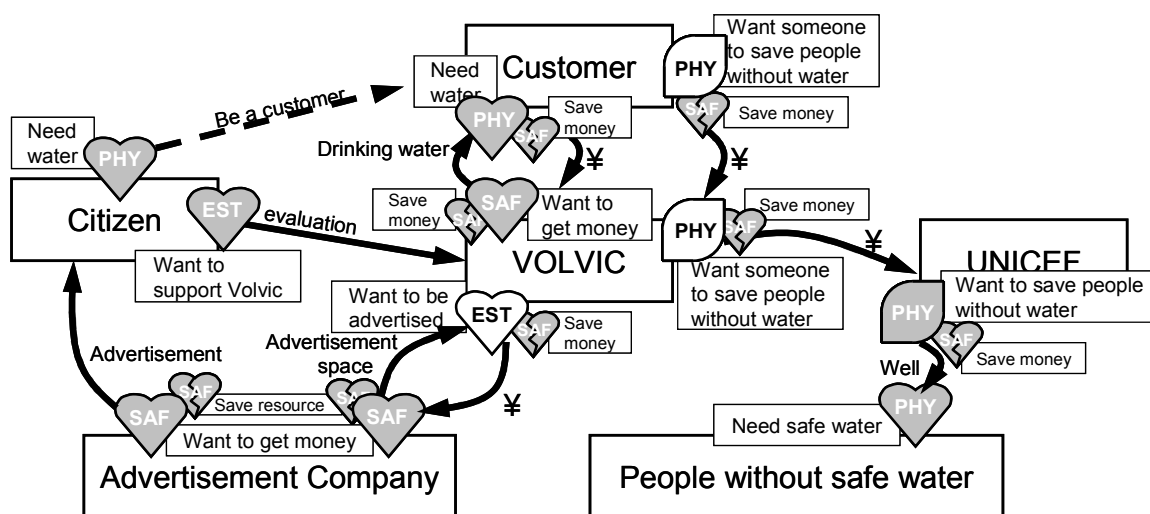 Want someone
to save people
without water
Customer
PHY
Need
water
SAF
Save money
Save
money
PHY
SAF
Be a customer
Need
water
PHY
Drinking water
¥
¥
Citizen
EST
Save
money
SAF
SAF
Want to
get money
PHY
SAF
Save money
evaluation
VOLVIC
¥
UNICEF
Want to
support Volvic
Want someone
to save people
without water
Want to save people
without water
PHY
Want to be
advertised
EST
SAF
Save
money
SAF
Save money
Advertisement
Advertisement
space
Well
SAF
SAF
Save resource
SAF
SAF
¥
PHY
Want to get money
Need safe water
Advertisement Company
People without safe water